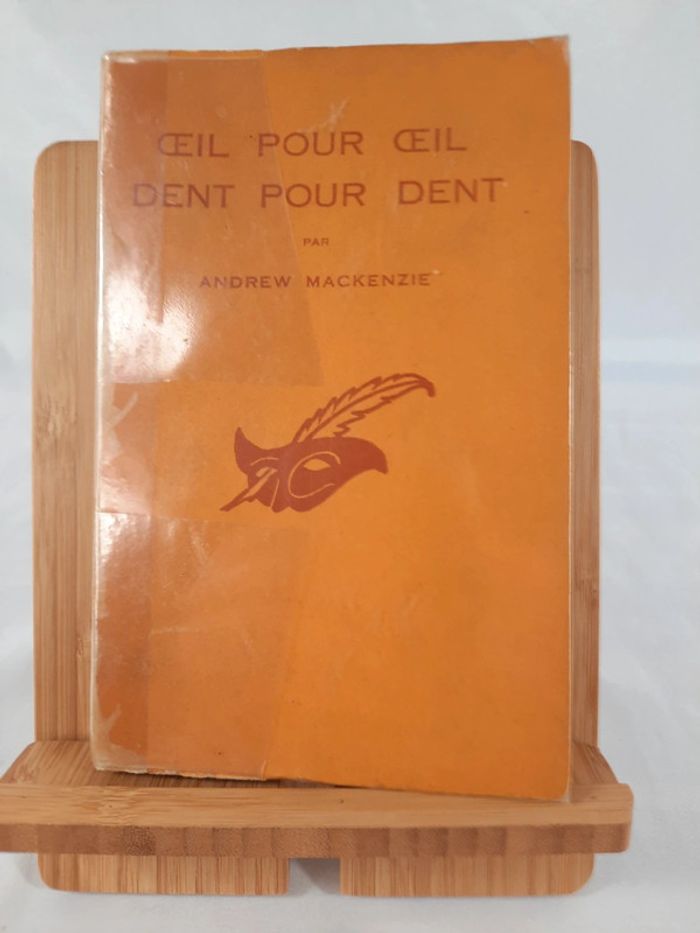 ŒIL POUR ŒIL
DENT POUR DENT
PAR
ANDREW MACKENZIE